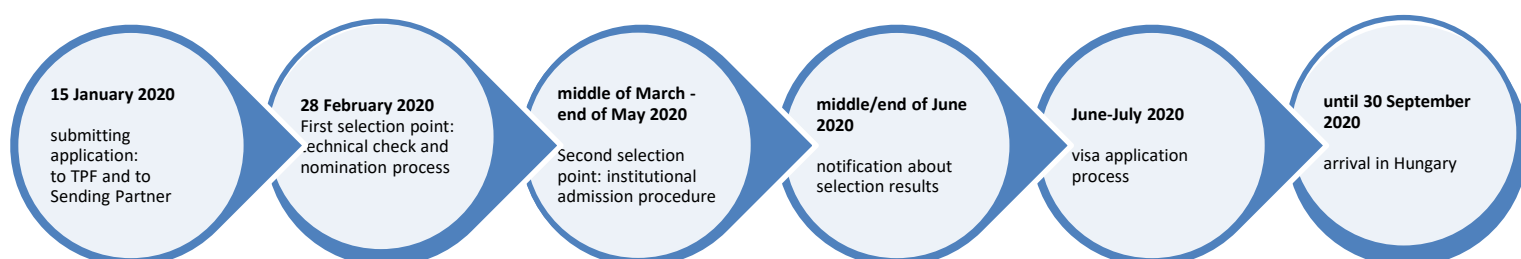 15 January 2020
submitting
application:
to TPF and to
Sending Partner
28 February 2020
First selection point:
technical check and
nomination process
middle of March -
end of May 2020
Second selection
point: institutional
admission procedure
middle/end of June
2020
notification about
selection results
June-July 2020
visa application
process
until 30 September
2020
arrival in Hungary